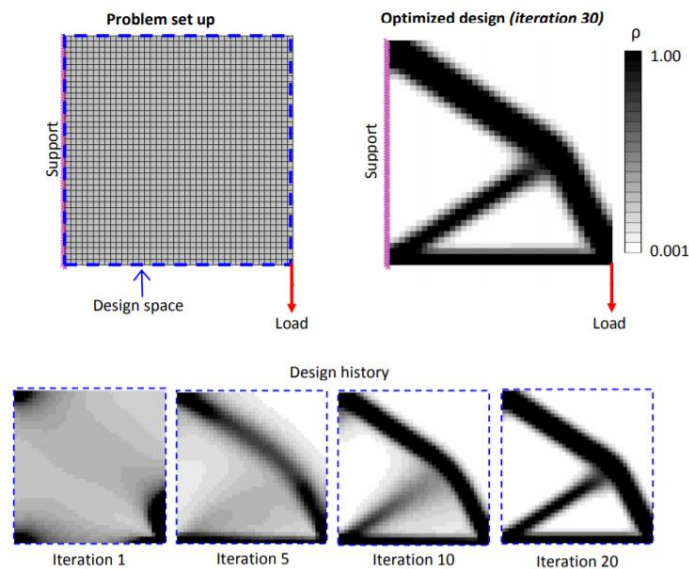 Problem set up
Optimized design (iteration 30)
ρ
1.00
Support
Support
0.001
Design space
Load
Load
Design history
Iteration 1
Iteration 5
Iteration 10
Iteration 20